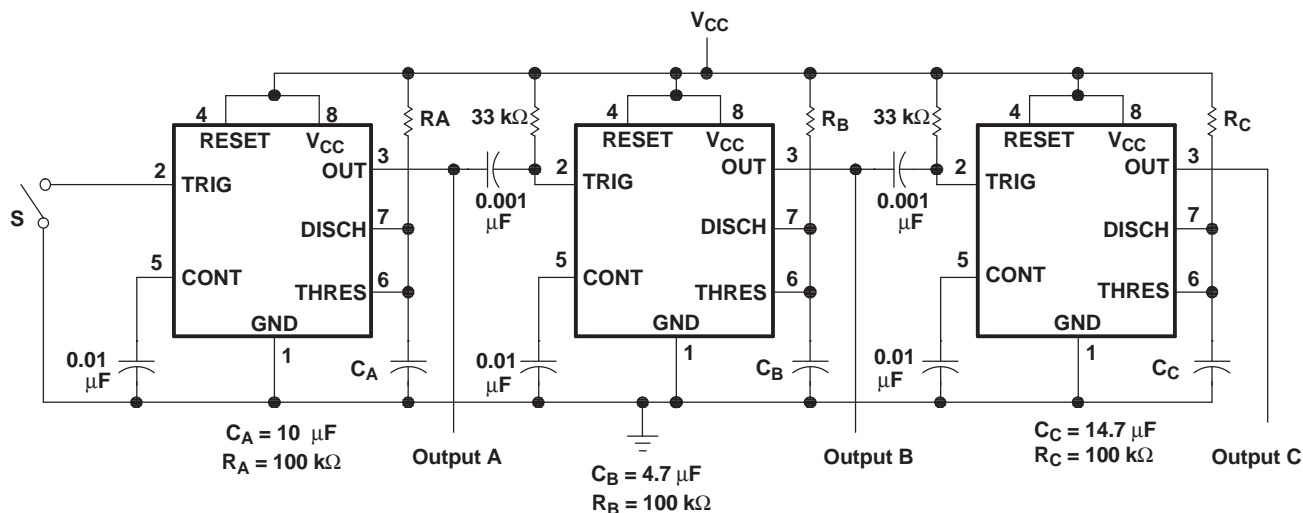 VCC
4
8
RESET
VCC
2
TRIG
OUT
3
DISCH
7
5
CONT
THRES
6
GND
1
S
0.01
μF
RA
CA
CA = 10 μF
RA = 100 kΩ
Output A
33 kΩ
0.001
μF
4
8
RESET
VCC
2
TRIG
OUT
3
DISCH
7
5
CONT
THRES
6
GND
1
0.01
μF
RB
CB
CB = 4.7 μF
RB = 100 kΩ
Output B
33 kΩ
0.001
μF
4
8
RESET
VCC
2
TRIG
OUT
3
DISCH
7
5
CONT
THRES
6
GND
1
0.01
μF
RC
CC
CC = 14.7 μF
RC = 100 kΩ
Output C